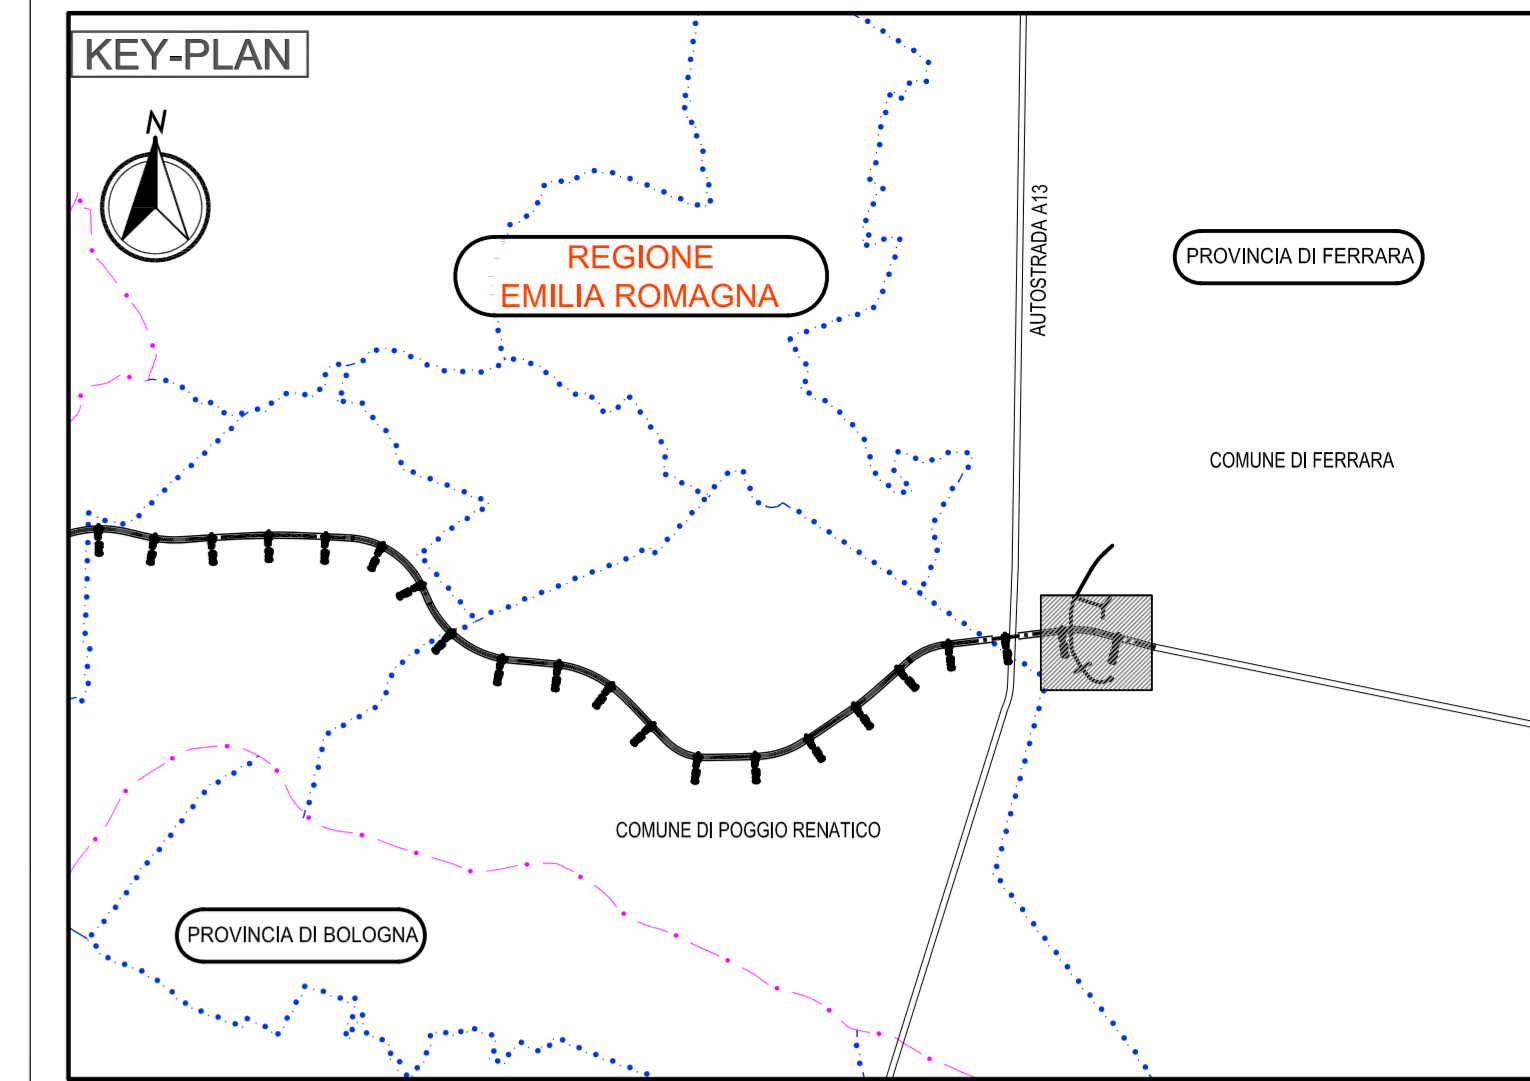 KEY-PLAN
N
REGIONE
EMILIA ROMAGNA
AUTOSTRADA A13
PROVINCIA DI FERRARA
COMUNE DI FERRARA
COMUNE DI POGGIO RENATICO
PROVINCIA DI BOLOGNA